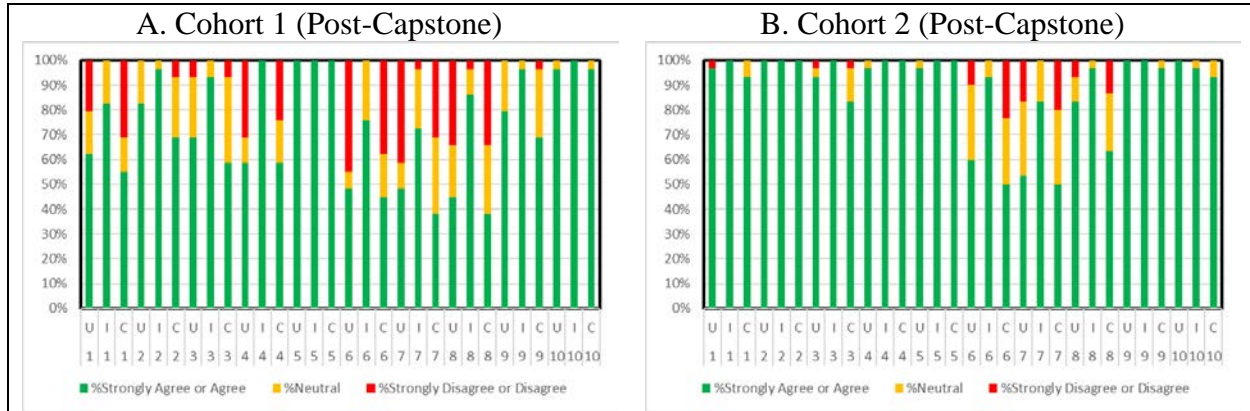 A. Cohort 1 (Post-Capstone)
100%
90%
80%
70%
60%
50%
40%
30%
20%
10%
0%
U I C U I C U I C U I C U I C U I C U I C U I C U I C U I C
1 1 1 2 2 2 3 3 3 4 4 4 5 5 5 6 6 6 7 7 7 8 8 8 9 9 9 10 10 10
%Strongly Agree or Agree %Neutral %Strongly Disagree or Disagree
B. Cohort 2 (Post-Capstone)
100%
90%
80%
70%
60%
50%
40%
30%
20%
10%
0%
U I C U I C U I C U I C U I C U I C U I C U I C U I C U I C
1 1 1 2 2 2 3 3 3 4 4 4 5 5 5 6 6 6 7 7 7 8 8 8 9 9 9 10 10 10
%Strongly Agree or Agree %Neutral %Strongly Disagree or Disagree